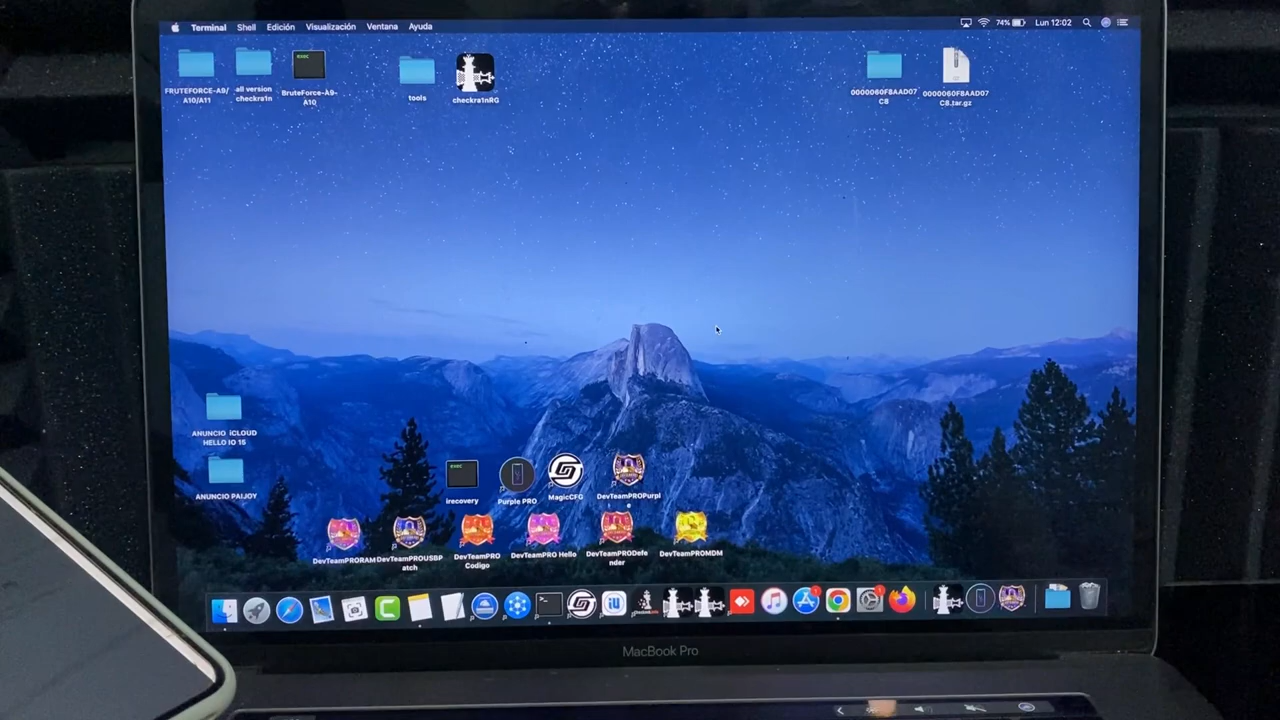 Terminal Shell Edición Visualización Ventana Ayuda 74% Lun 12:02
FRUTEFORCE-A9/
A10/A11
all version
checkra1n
exec
BruteForce-A9-
A10
tools
checkra1nRG
0000060F8AAD07
C8
0000060F8AAD07
C8.tar.gz
ANUNCIO iCLOUD
HELLO IO 15
ANUNCIO PAIJOY
exec
irecovery
Purple PRO
MagicCFG
DevTeamPROPurpl
e
DevTeamPRORAM
DevTeamPROUSBP
atch
DevTeamPRO
Codigo
DevTeamPRO Hello
DevTeamPRODefe
nder
DevTeamPROMDM
MacBook Pro